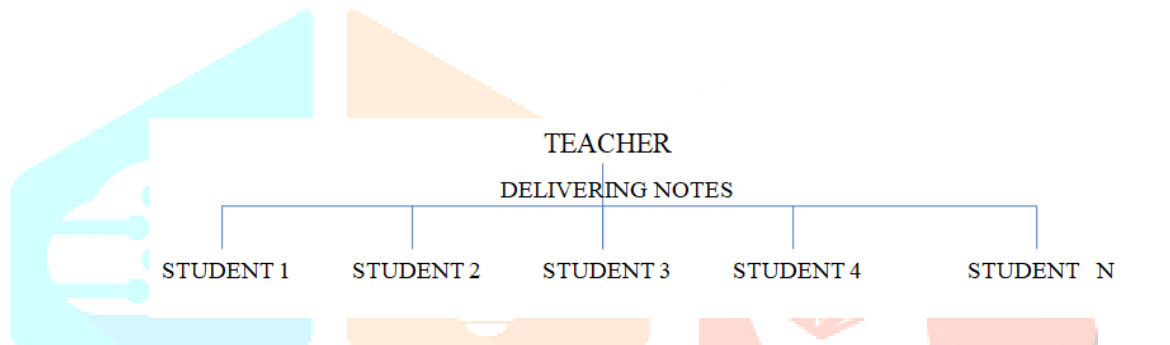 TEACHER
DELIVERING NOTES
STUDENT 1 STUDENT 2 STUDENT 3 STUDENT 4 STUDENT N